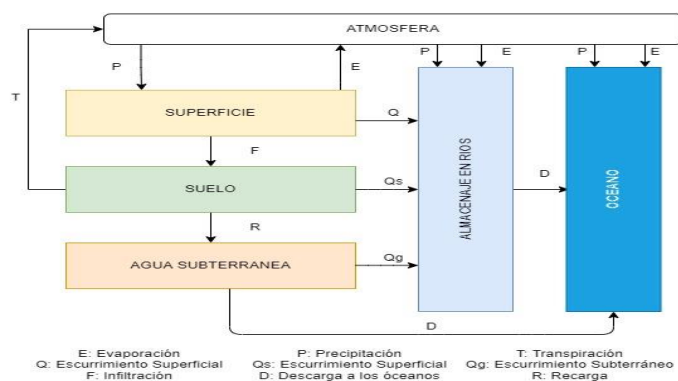 ATMOSFERA
P
E
P
E
P
E
T
SUPERFICIE
Q
F
SUELO
Qs
D
R
AGUA SUBTERRANEA
Qg
ALMACENAJE EN RIOS
OCEANO
D
E: Evaporación P: Precipitación T: Transpiración
Q: Escurrimiento Superficial Qs: Escurrimiento Superficial Qg: Escurrimiento Subterráneo
F: Infiltración D: Descarga a los óceanos R: Recarga